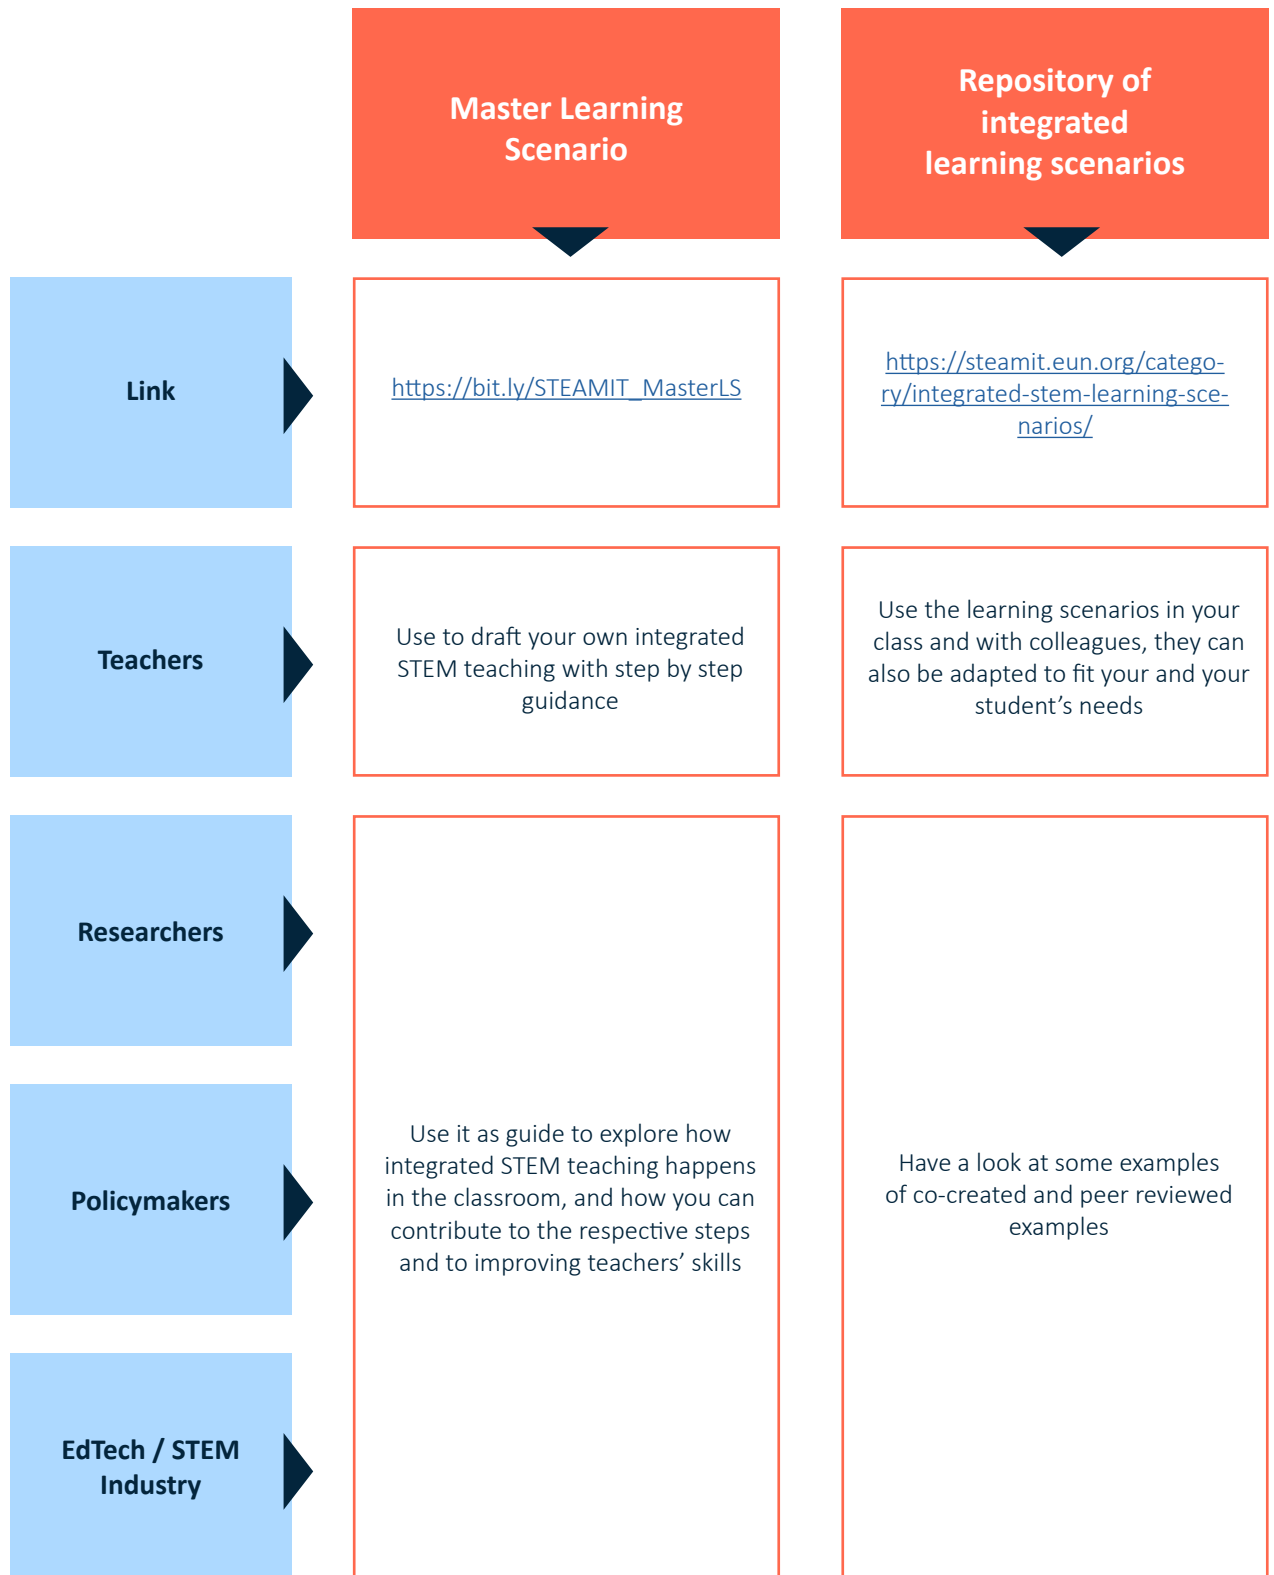 Master Learning
Scenario
Repository of
integrated
learning scenarios
Link
https://bit.ly/STEAMIT_MasterLS
https://steamit.eun.org/catego-
ry/integrated-stem-learning-sce-
narios/
Teachers
Use to draft your own integrated
STEM teaching with step by step
guidance
Use the learning scenarios in your
class and with colleagues, they can
also be adapted to fit your and your
student’s needs
Researchers
Policymakers
EdTech / STEM
Industry
Use it as guide to explore how
integrated STEM teaching happens
in the classroom, and how you can
contribute to the respective steps
and to improving teachers’ skills
Have a look at some examples
of co-created and peer reviewed
examples